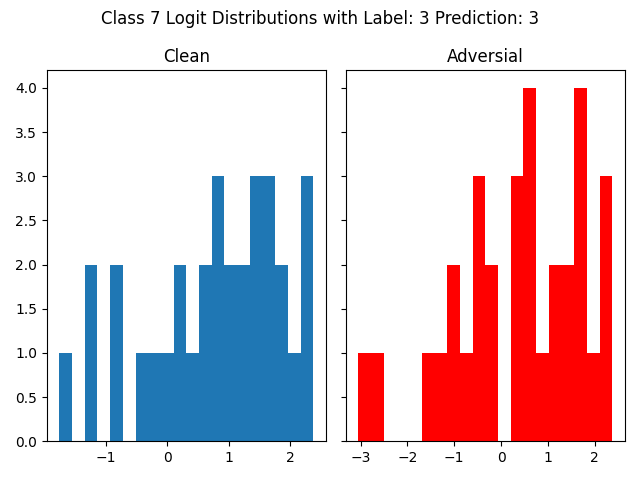 Class 7 Logit Distributions with Label: 3 Prediction: 3
Clean
Adversial
4.0
3.5
3.0
2.5
2.0
1.5
1.0
0.5
0.0
−1 0 1 2
−3 −2 −1 0 1 2